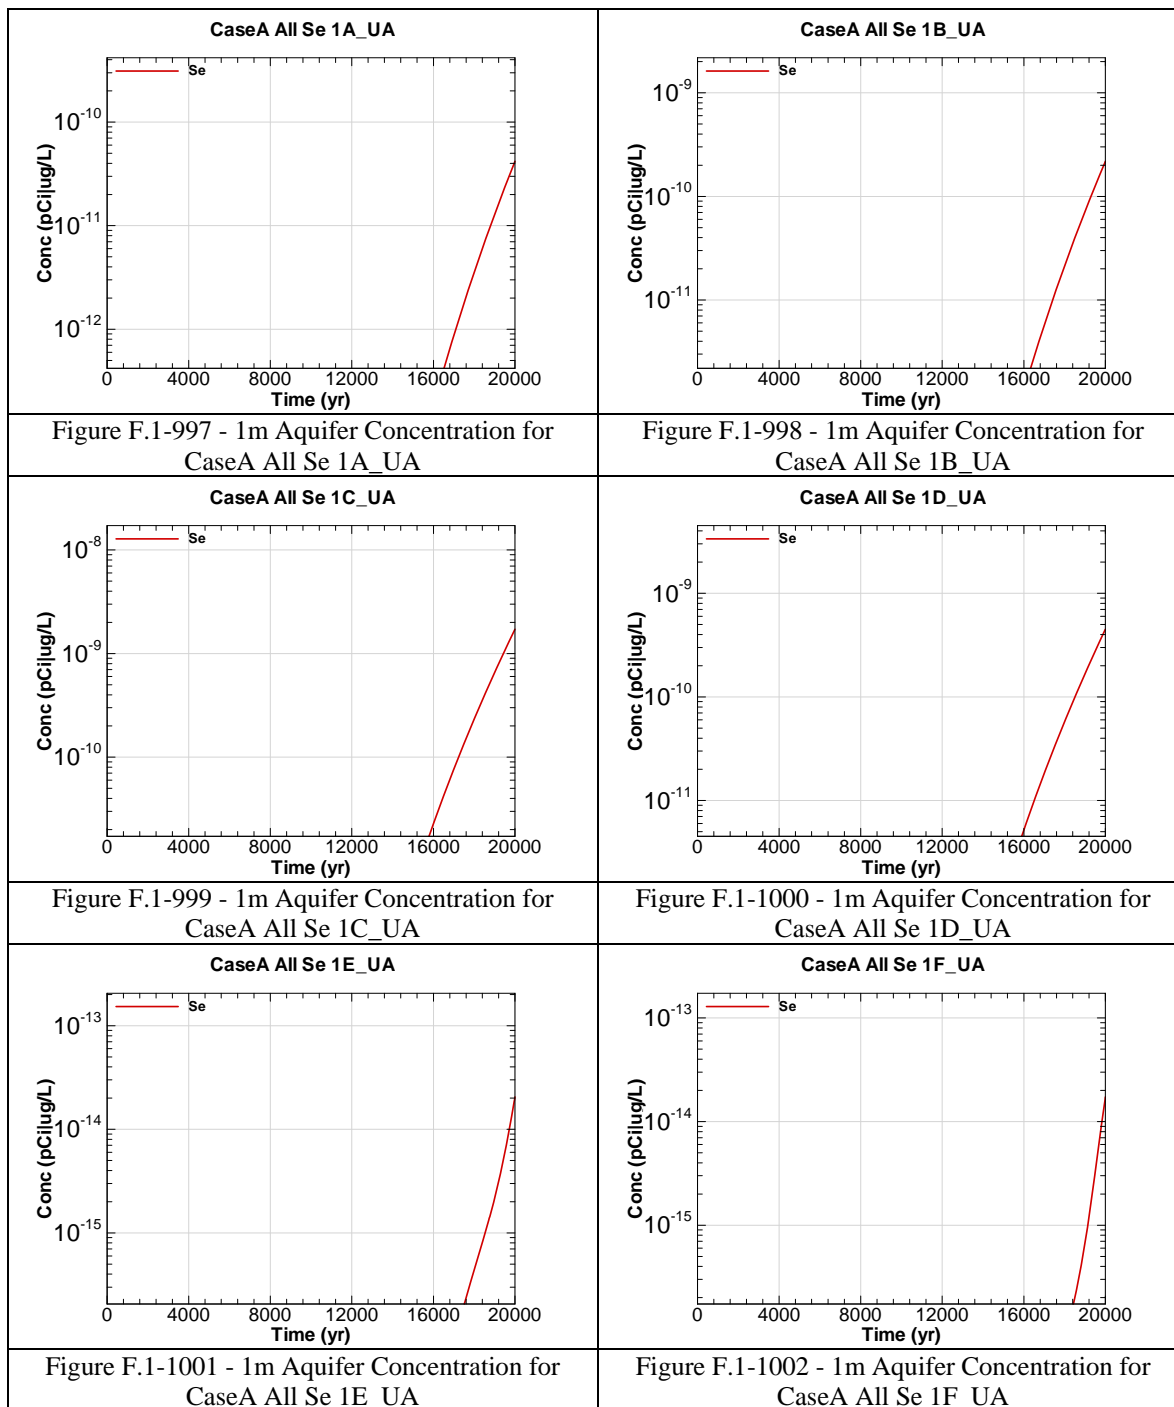 CaseA All Se 1A_UA
Se
10^-10
10^-11
10^-12
Conc (pCi|ug/L)
0 4000 8000 12000 16000 20000
Time (yr)
Figure F.1-997 - 1m Aquifer Concentration for
CaseA All Se 1A_UA
CaseA All Se 1B_UA
Se
10^-9
10^-10
10^-11
Conc (pCi|ug/L)
0 4000 8000 12000 16000 20000
Time (yr)
Figure F.1-998 - 1m Aquifer Concentration for
CaseA All Se 1B_UA
CaseA All Se 1C_UA
Se
10^-8
10^-9
10^-10
Conc (pCi|ug/L)
0 4000 8000 12000 16000 20000
Time (yr)
Figure F.1-999 - 1m Aquifer Concentration for
CaseA All Se 1C_UA
CaseA All Se 1D_UA
Se
10^-9
10^-10
10^-11
Conc (pCi|ug/L)
0 4000 8000 12000 16000 20000
Time (yr)
Figure F.1-1000 - 1m Aquifer Concentration for
CaseA All Se 1D_UA
CaseA All Se 1E_UA
Se
10^-13
10^-14
10^-15
Conc (pCi|ug/L)
0 4000 8000 12000 16000 20000
Time (yr)
Figure F.1-1001 - 1m Aquifer Concentration for
CaseA All Se 1E_UA
CaseA All Se 1F_UA
Se
10^-13
10^-14
10^-15
Conc (pCi|ug/L)
0 4000 8000 12000 16000 20000
Time (yr)
Figure F.1-1002 - 1m Aquifer Concentration for
CaseA All Se 1F_UA